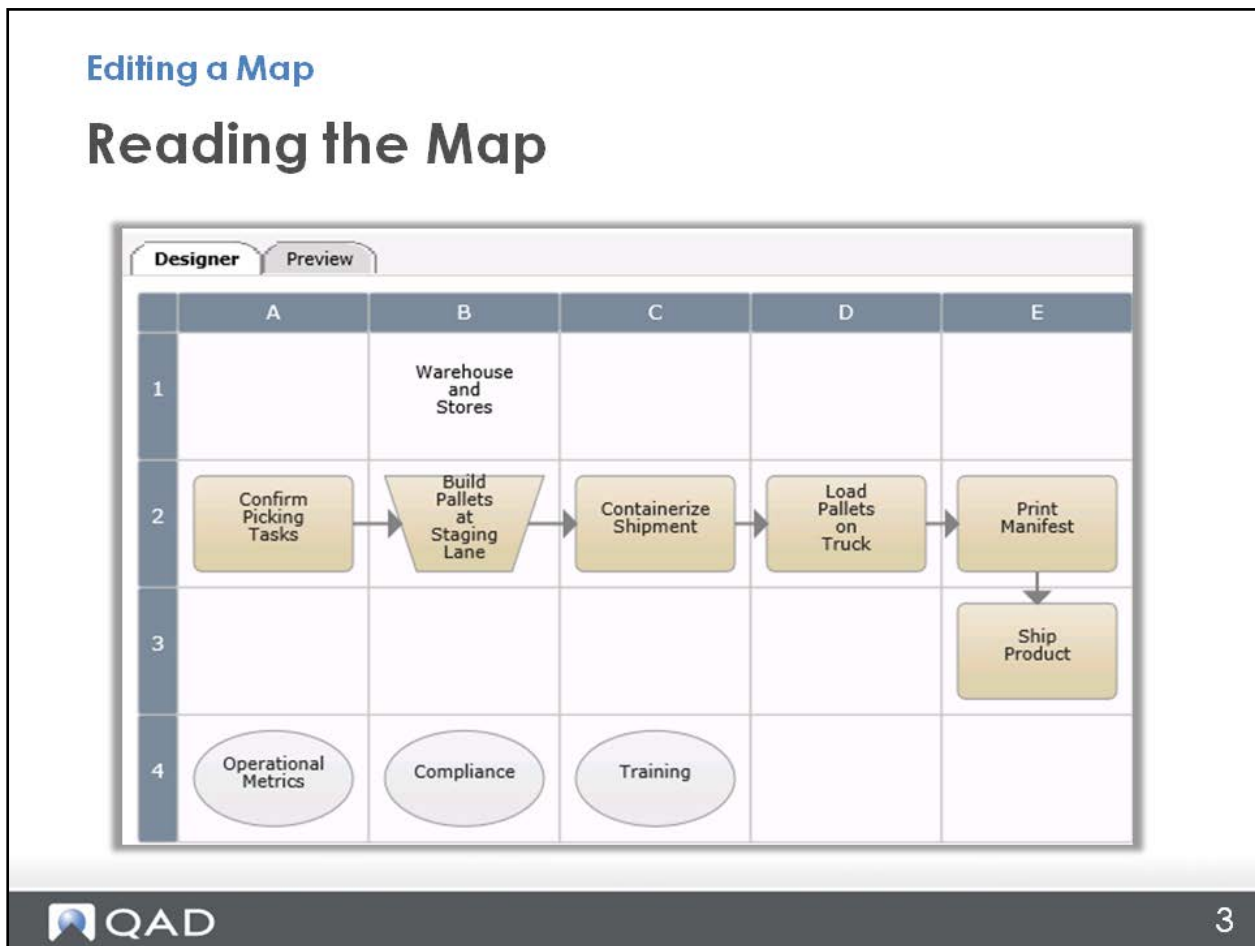 Editing a Map
Reading the Map
Designer Preview
A B C D E
1
Warehouse
and
Stores
2
Confirm
Picking
Tasks
Build
Pallets
at
Staging
Lane
Containerize
Shipment
Load
Pallets
on
Truck
Print
Manifest
3
Ship
Product
4
Operational
Metrics
Compliance
Training
QAD
3